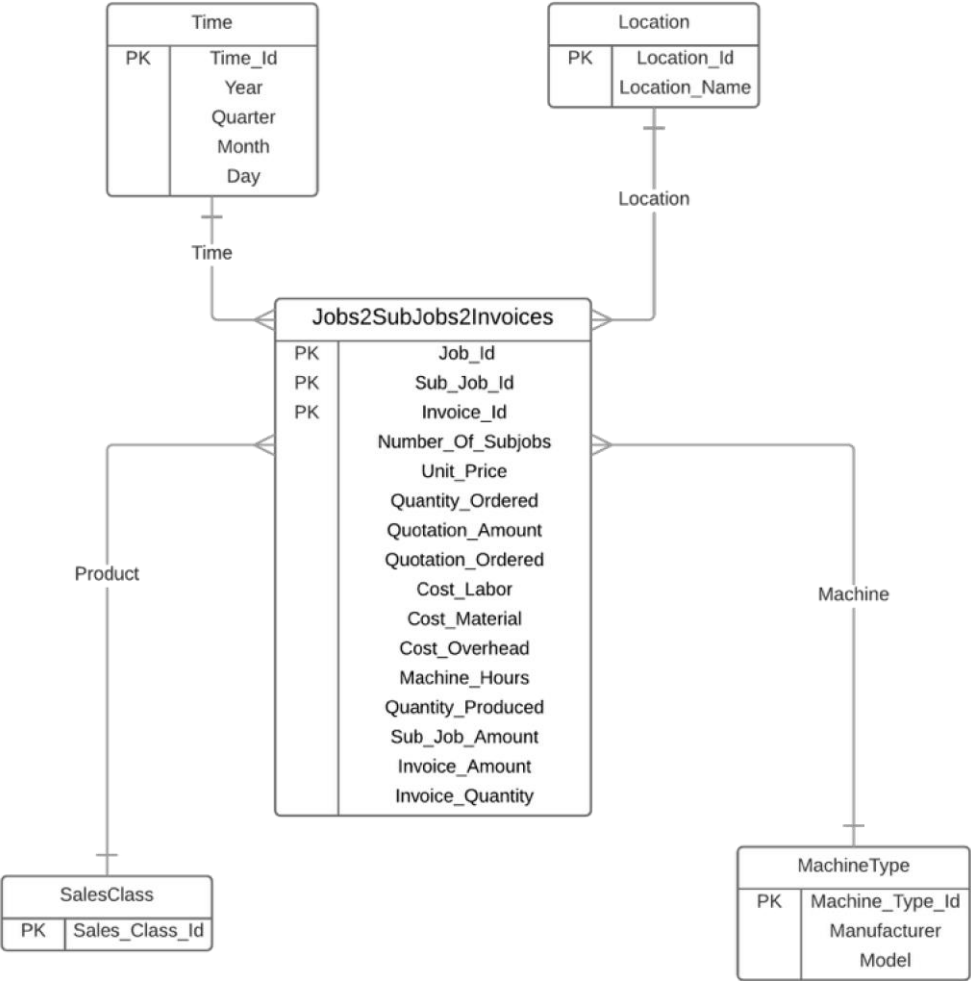 Time
PK Time_Id
Year
Quarter
Month
Day
Location
PK Location_Id
Location_Name
Time
Location
Jobs2SubJobs2Invoices
PK Job_Id
PK Sub_Job_Id
PK Invoice_Id
Number_Of_Subjobs
Unit_Price
Quantity_Ordered
Quotation_Amount
Quotation_Ordered
Cost_Labor
Cost_Material
Cost_Overhead
Machine_Hours
Quantity_Produced
Sub_Job_Amount
Invoice_Amount
Invoice_Quantity
Product
Machine
SalesClass
PK Sales_Class_Id
MachineType
PK Machine_Type_Id
Manufacturer
Model